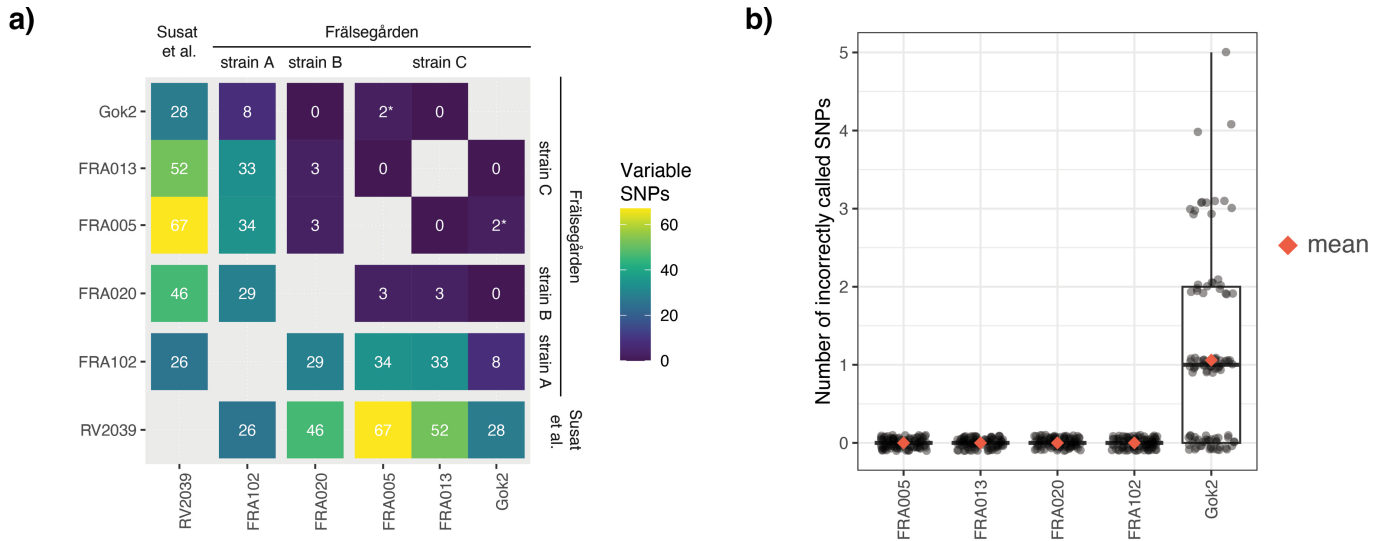 a)
Susat
et al.
Frälsegården
strain A
strain B
strain C
Gok2
28
8
0
2*
0
FRA013
52
33
3
0
0
FRA005
67
34
3
0
2*
FRA020
46
29
3
3
0
FRA102
26
29
34
33
8
RV2039
26
46
67
52
28
strain C
strain B
strain A
Frälsegården
Susat
et al.
RV2039
FRA102
FRA020
FRA005
FRA013
Gok2
Variable
SNPs
60
40
20
0
b)
Number of incorrectly called SNPs
5
4
3
2
1
0
FRA005
FRA013
FRA020
FRA102
Gok2
mean